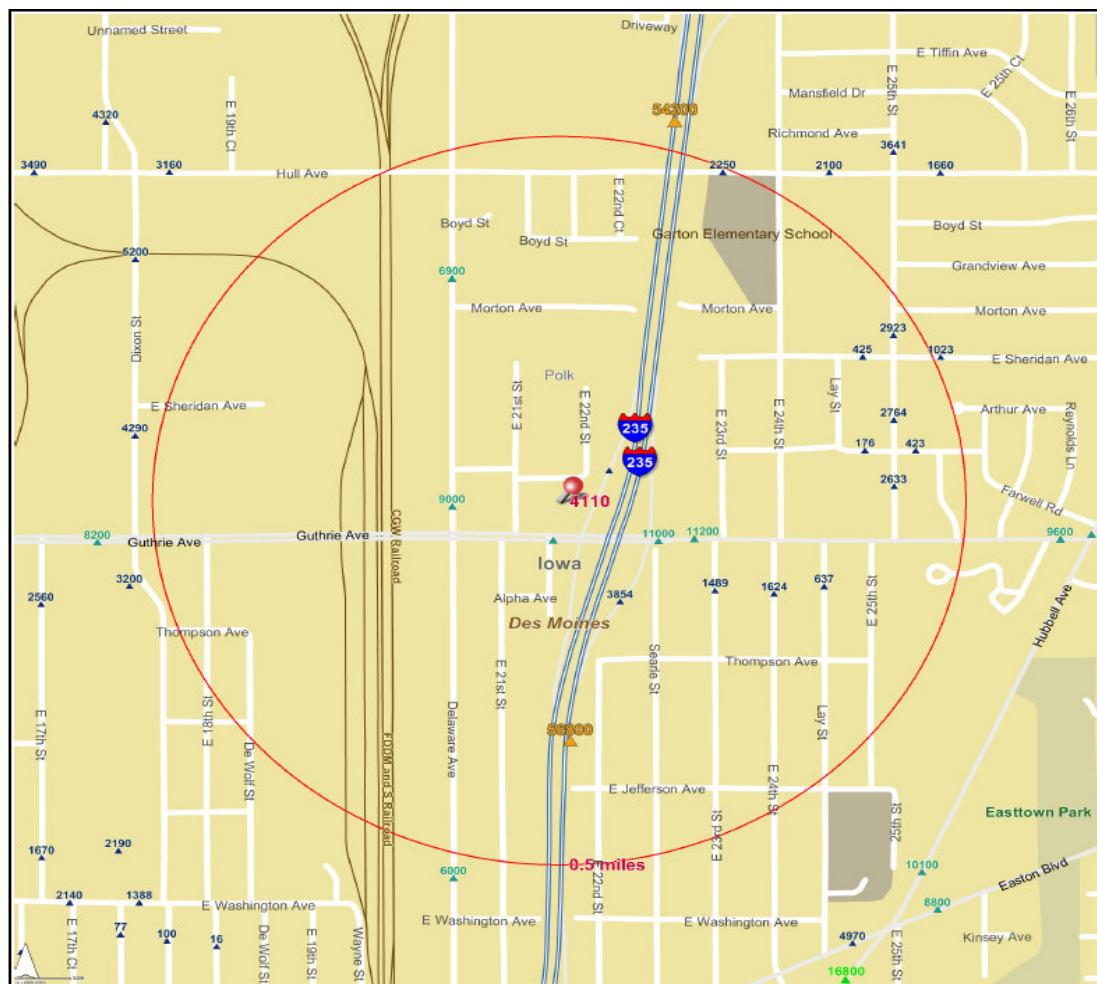 Unnamed Street
Driveway
E Tiffin Ave
E 25th St
E 25th Ct
E 26th St
E 19th Ct
Mansfield Dr
54200
4320
Richmond Ave
3641
3490
3160
Hull Ave
2250
2100
1660
E 22nd Ct
Boyd St
Boyd St
Garton Elementary School
Boyd St
6200
Grandview Ave
6900
Morton Ave
Morton Ave
Morton Ave
Dixon St
2923
425
1023
E Sheridan Ave
Polk
E 21st St
E 22nd St
Lay St
E Sheridan Ave
Arthur Ave
Reynolds Ln
2764
235
E 23rd St
E 24th St
4290
176
423
235
2633
4110
Farwell Rd
9000
CGW Railroad
8200
Guthrie Ave
Guthrie Ave
11000
11200
9600
Iowa
3200
2560
Alpha Ave
3854
1489
1624
637
E 25th St
Hubbell Ave
Des Moines
Thompson Ave
Thompson Ave
E 21st St
Searle St
E 17th St
E 18th St
De Wolf St
Delaware Ave
Lay St
FDDM and S Railroad
E 24th St
E Jefferson Ave
E 23rd St
25th St
Easttown Park
2190
1670
0.5 miles
6000
E 22nd St
10100
Easton Blvd
2140
1388
E Washington Ave
E Washington Ave
E Washington Ave
8800
77
100
16
E 17th Ct
De Wolf St
E 19th St
Wayne St
4970
E 25th St
Kinsey Ave
16800